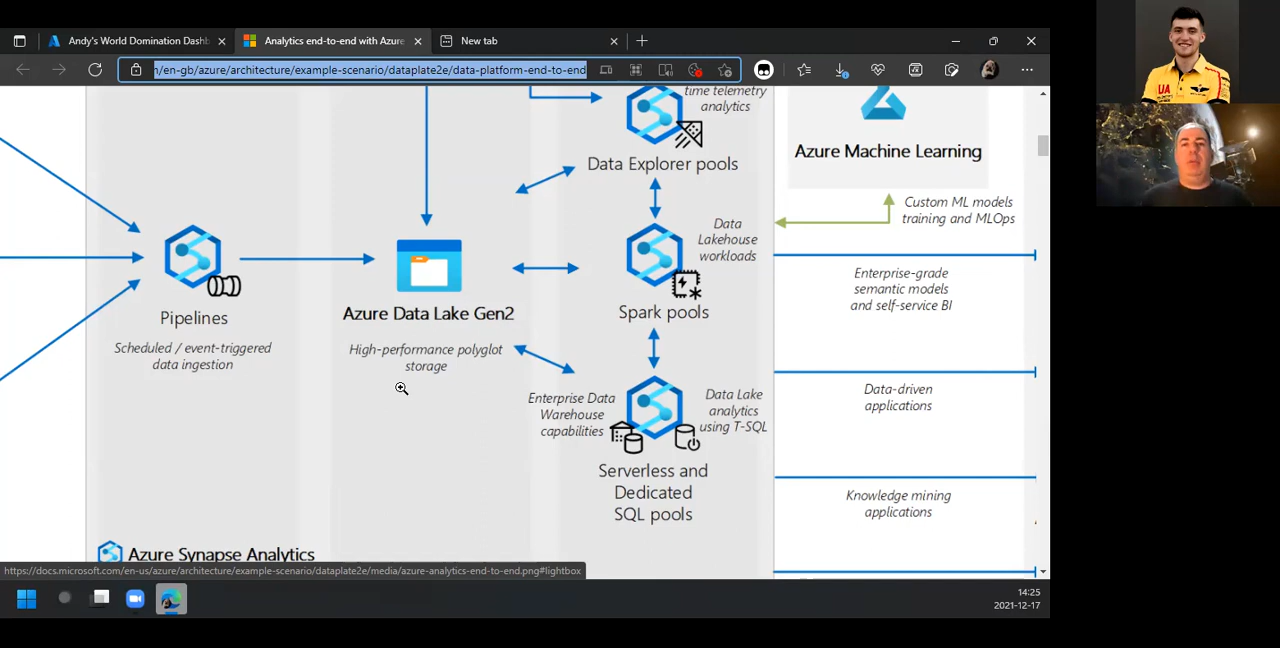 Andy's World Domination Dashb
Analytics end-to-end with Azure
New tab
n/en-gb/azure/architecture/example-scenario/dataplate2e/data-platform-end-to-end
time telemetry
analytics
Data Explorer pools
Azure Machine Learning
Custom ML models
training and MLOps
Data
Lakehouse
workloads
Spark pools
Enterprise-grade
semantic models
and self-service BI
Pipelines
Scheduled / event-triggered
data ingestion
Azure Data Lake Gen2
High-performance polyglot
storage
Enterprise Data
Warehouse
capabilities
Data Lake
analytics
using T-SQL
Serverless and
Dedicated
SQL pools
Data-driven
applications
Knowledge mining
applications
Azure Synapse Analytics
https://docs.microsoft.com/en-us/azure/architecture/example-scenario/dataplate2e/media/azure-analytics-end-to-end.png#lightbox
14:25
2021-12-17
UA